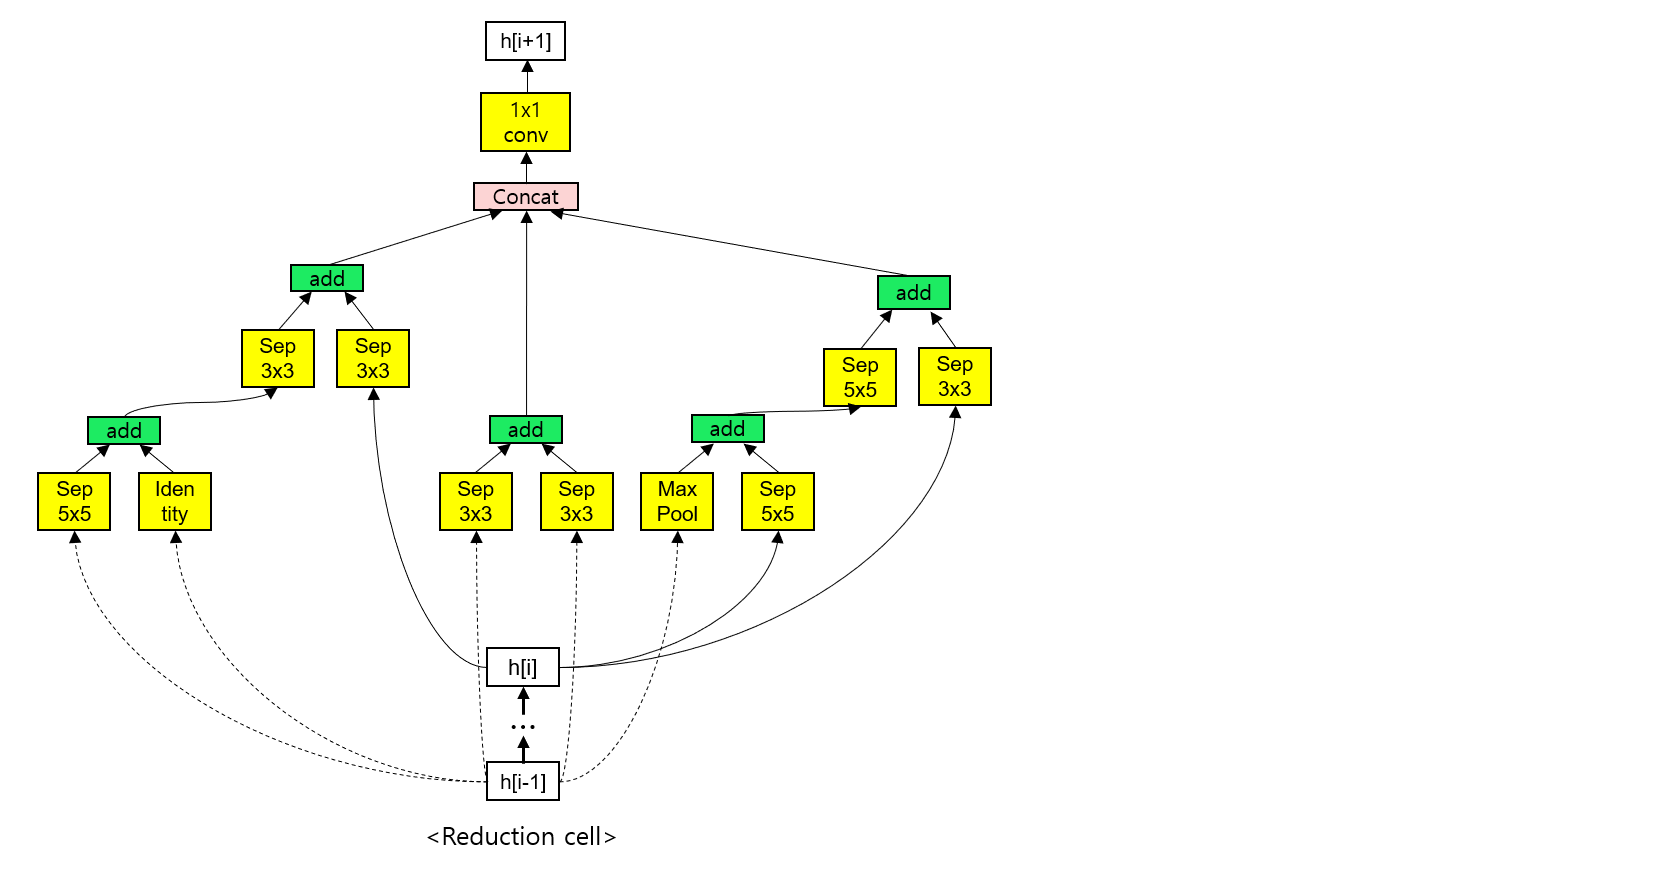 h[i+1]
1x1
conv
Concat
add
add
Sep
3x3
Sep
3x3
Sep
5x5
Sep
3x3
add
add
add
Sep
5x5
Iden
tity
Sep
3x3
Sep
3x3
Max
Pool
Sep
5x5
h[i]
...
h[i-1]
<Reduction cell>